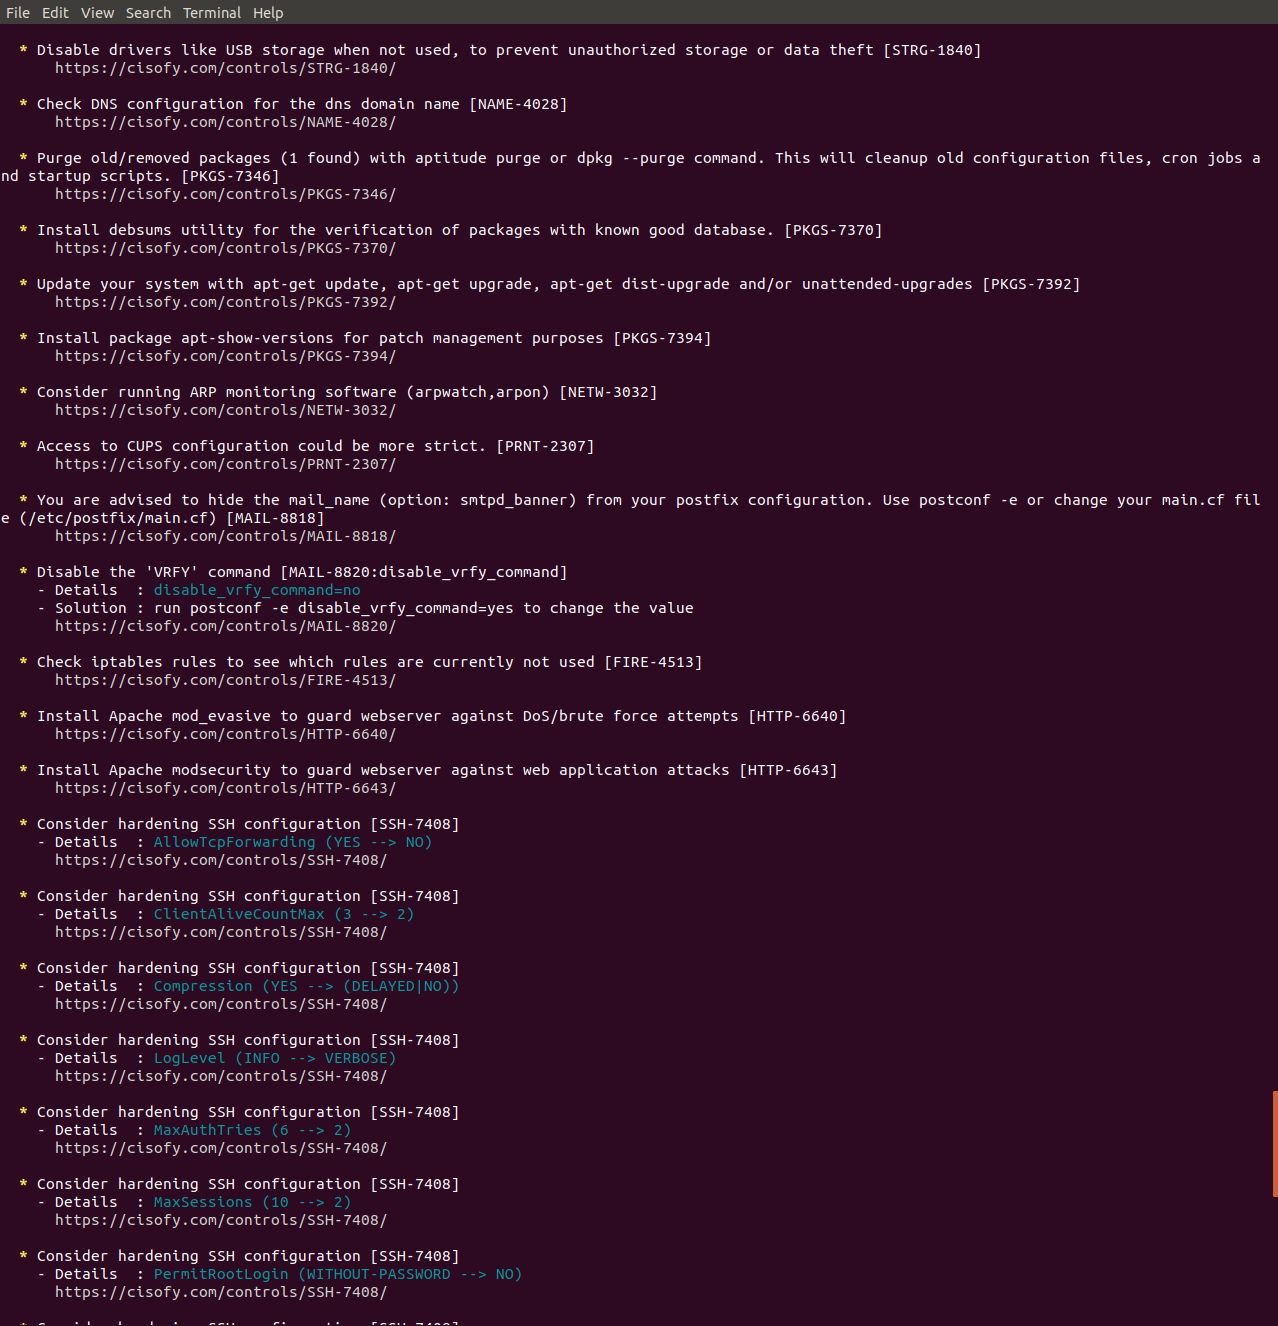 File Edit View Search Terminal Help
* Disable drivers like USB storage when not used, to prevent unauthorized storage or data theft [STRG-1840]
https://cisofy.com/controls/STRG-1840/
* Check DNS configuration for the dns domain name [NAME-4028]
https://cisofy.com/controls/NAME-4028/
* Purge old/removed packages (1 found) with aptitude purge or dpkg --purge command. This will cleanup old configuration files, cron jobs a
nd startup scripts. [PKGS-7346]
https://cisofy.com/controls/PKGS-7346/
* Install debsums utility for the verification of packages with known good database. [PKGS-7370]
https://cisofy.com/controls/PKGS-7370/
* Update your system with apt-get update, apt-get upgrade, apt-get dist-upgrade and/or unattended-upgrades [PKGS-7392]
https://cisofy.com/controls/PKGS-7392/
* Install package apt-show-versions for patch management purposes [PKGS-7394]
https://cisofy.com/controls/PKGS-7394/
* Consider running ARP monitoring software (arpwatch,arpon) [NETW-3032]
https://cisofy.com/controls/NETW-3032/
* Access to CUPS configuration could be more strict. [PRNT-2307]
https://cisofy.com/controls/PRNT-2307/
* You are advised to hide the mail_name (option: smtpd_banner) from your postfix configuration. Use postconf -e or change your main.cf fil
e (/etc/postfix/main.cf) [MAIL-8818]
https://cisofy.com/controls/MAIL-8818/
* Disable the 'VRFY' command [MAIL-8820:disable_vrfy_command]
- Details  : disable_vrfy_command=no
- Solution : run postconf -e disable_vrfy_command=yes to change the value
https://cisofy.com/controls/MAIL-8820/
* Check iptables rules to see which rules are currently not used [FIRE-4513]
https://cisofy.com/controls/FIRE-4513/
* Install Apache mod_evasive to guard webserver against DoS/brute force attempts [HTTP-6640]
https://cisofy.com/controls/HTTP-6640/
* Install Apache modsecurity to guard webserver against web application attacks [HTTP-6643]
https://cisofy.com/controls/HTTP-6643/
* Consider hardening SSH configuration [SSH-7408]
- Details  : AllowTcpForwarding (YES --> NO)
https://cisofy.com/controls/SSH-7408/
* Consider hardening SSH configuration [SSH-7408]
- Details  : ClientAliveCountMax (3 --> 2)
https://cisofy.com/controls/SSH-7408/
* Consider hardening SSH configuration [SSH-7408]
- Details  : Compression (YES --> (DELAYED|NO))
https://cisofy.com/controls/SSH-7408/
* Consider hardening SSH configuration [SSH-7408]
- Details  : LogLevel (INFO --> VERBOSE)
https://cisofy.com/controls/SSH-7408/
* Consider hardening SSH configuration [SSH-7408]
- Details  : MaxAuthTries (6 --> 2)
https://cisofy.com/controls/SSH-7408/
* Consider hardening SSH configuration [SSH-7408]
- Details  : MaxSessions (10 --> 2)
https://cisofy.com/controls/SSH-7408/
* Consider hardening SSH configuration [SSH-7408]
- Details  : PermitRootLogin (WITHOUT-PASSWORD --> NO)
https://cisofy.com/controls/SSH-7408/